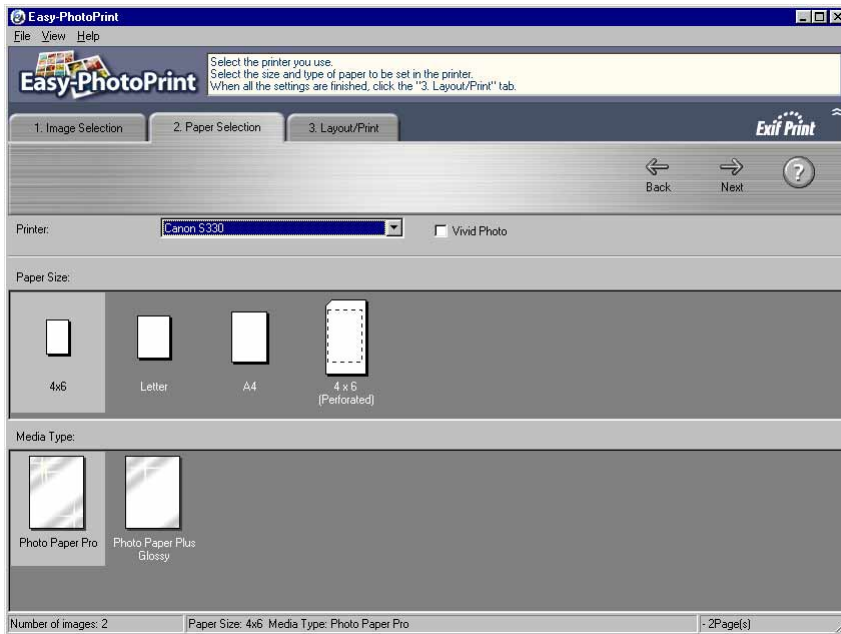 Easy-PhotoPrint
File View Help
Easy-PhotoPrint
Select the printer you use.
Select the size and type of paper to be set in the printer.
When all the settings are finished, click the "3. Layout/Print" tab.
1. Image Selection
2. Paper Selection
3. Layout/Print
Exif Print
Back
Next
?
Printer:
Canon S330
Vivid Photo
Paper Size:
4x6
Letter
A4
4 x 6
(Perforated)
Media Type:
Photo Paper Pro
Photo Paper Plus
Glossy
Number of images: 2
Paper Size: 4x6 Media Type: Photo Paper Pro
- 2Page(s)